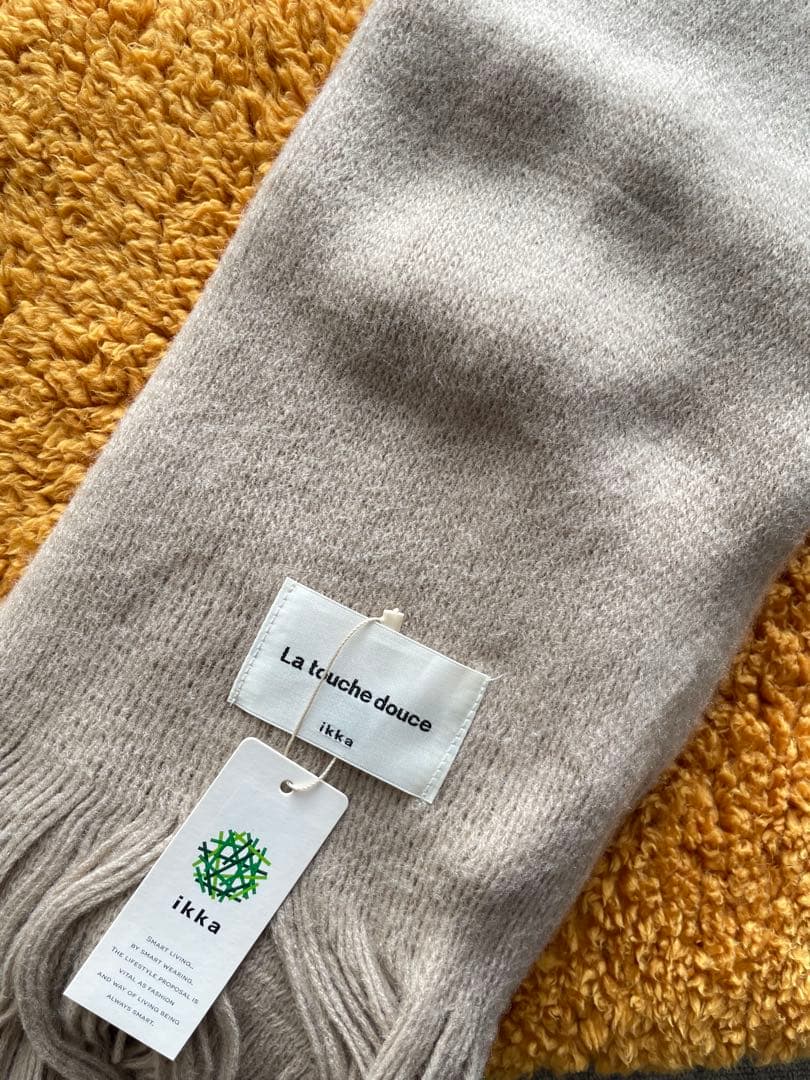 La touche douce
ikka
ikka
SMART LIVING,
BY SMART WEARING.
THE LIFESTYLE PROPOSAL IS
VITAL AS FASHION
AND WAY OF LIVING BEING
ALWAYS SMART.